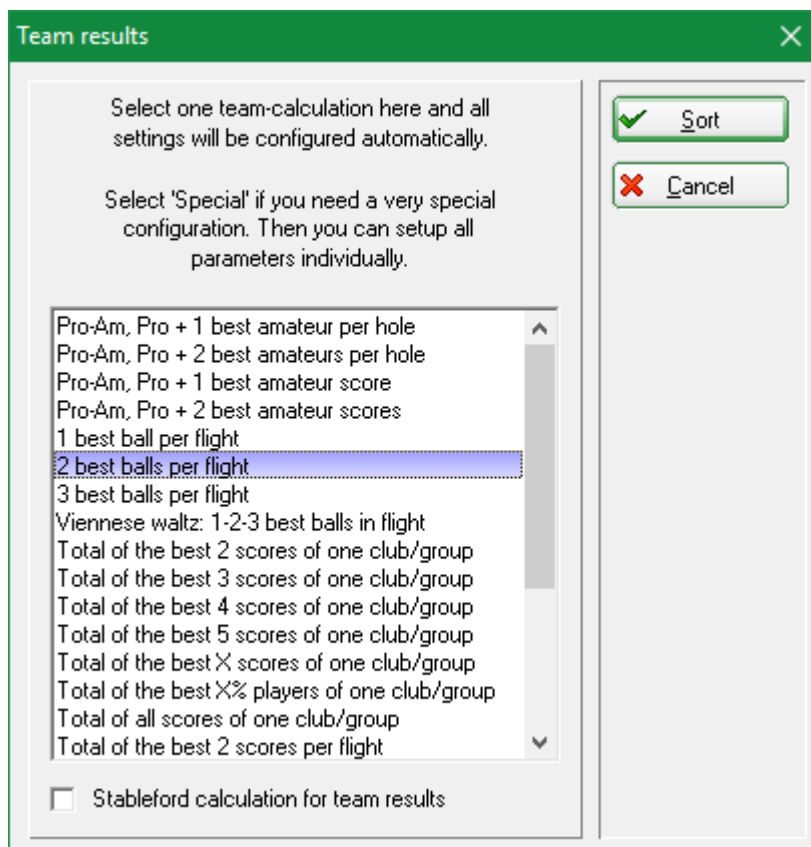 Team results
Select one team-calculation here and all
settings will be configured automatically.
Select 'Special' if you need a very special
configuration. Then you can setup all
parameters individually.
Pro-Am, Pro + 1 best amateur per hole
Pro-Am, Pro + 2 best amateurs per hole
Pro-Am, Pro + 1 best amateur score
Pro-Am, Pro + 2 best amateur scores
1 best ball per flight
2 best balls per flight
3 best balls per flight
Viennese waltz: 1-2-3 best balls in flight
Total of the best 2 scores of one club/group
Total of the best 3 scores of one club/group
Total of the best 4 scores of one club/group
Total of the best 5 scores of one club/group
Total of the best X scores of one club/group
Total of the best X% players of one club/group
Total of all scores of one club/group
Total of the best 2 scores per flight
Stableford calculation for team results
Sort
Cancel